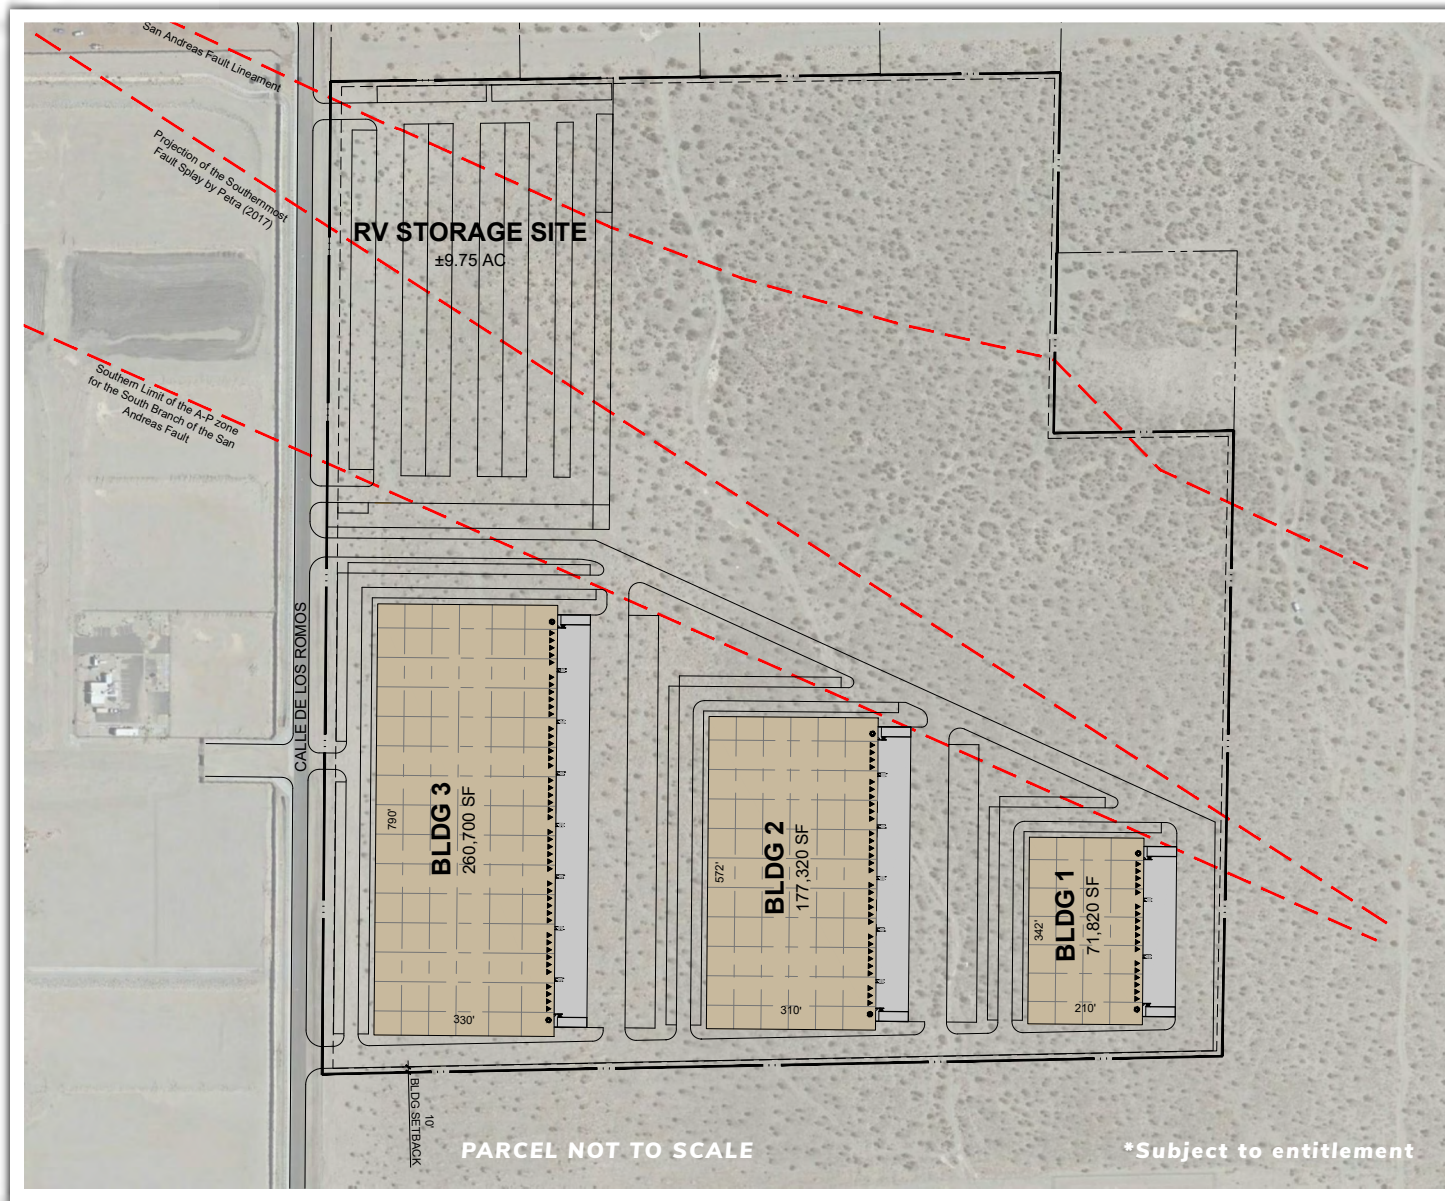 San Andreas Fault Lineament
Projection of the Southernmost
Fault Splay by Petra (2017)
RV STORAGE SITE
±9.75 AC
Southern Limit of the A-P zone
for the South Branch of the San
Andreas Fault
CALLE DE LOS ROMOS
790'
BLDG 3
260,700 SF
330'
572'
BLDG 2
177,320 SF
310'
342'
BLDG 1
71,820 SF
210'
10'
BLDG SETBACK
PARCEL NOT TO SCALE
*Subject to entitlement